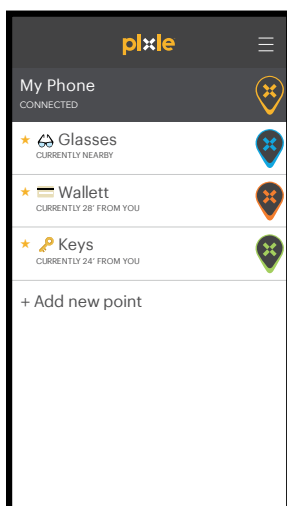 pixle
My Phone
CONNECTED
Glasses
CURRENTLY NEARBY
Wallett
CURRENTLY 28' FROM YOU
Keys
CURRENTLY 24' FROM YOU
+ Add new point